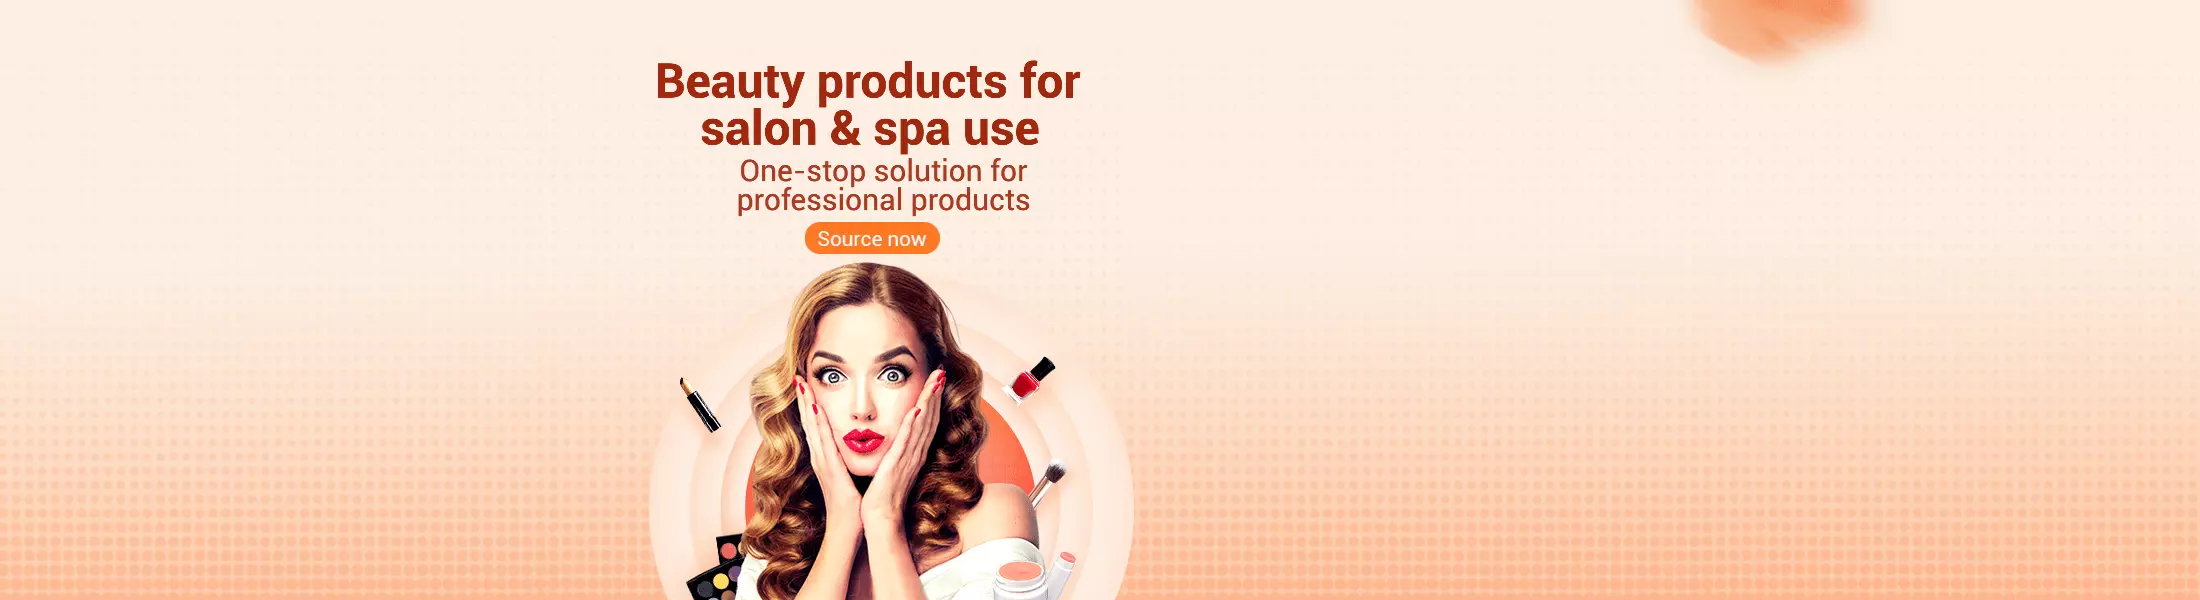 Beauty products for
salon & spa use
One-stop solution for
professional products
Source now